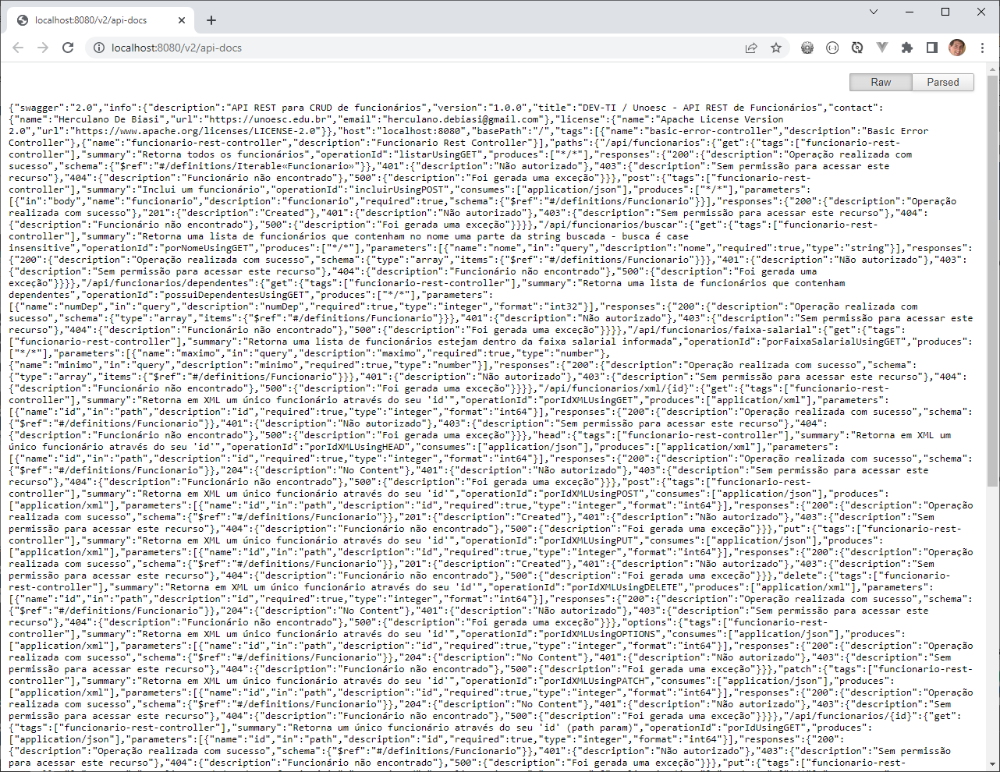 localhost:8080/v2/api-docs
localhost:8080/v2/api-docs
Raw
Parsed
{"swagger":"2.0","info":{"description":"API REST para CRUD de funcionários","version":"1.0.0","title":"DEV-TI / Unoesc - API REST de Funcionários","contact":
{"name":"Herculano De Biasi","url":"https://unoesc.edu.br","email":"herculano.debiasi@gmail.com"},"license":{"name":"Apache License Version
2.0","url":"https://www.apache.org/licenses/LICENSE-2.0"}},"host":"localhost:8080","basePath":"/","tags":[{"name":"basic-error-controller","description":"Basic Error
Controller"},{"name":"funcionario-rest-controller","description":"Funcionario Rest Controller"}],"paths":{"/api/funcionarios":{"get":{"tags":["funcionario-rest-
controller"],"summary":"Retorna todos os funcionários","operationId":"listarUsingGET","produces":["*/*"],"responses":{"200":{"description":"Operação realizada com
sucesso","schema":{"$ref":"#/definitions/Iterable«Funcionario»"}},"401":{"description":"Não autorizado"},"403":{"description":"Sem permissão para acessar este
recurso"},"404":{"description":"Funcionário não encontrado"},"500":{"description":"Foi gerada uma exceção"}}},"post":{"tags":["funcionario-rest-
controller"],"summary":"Inclui um funcionário","operationId":"incluirUsingPOST","consumes":["application/json"],"produces":["*/*"],"parameters":
[{"in":"body","name":"funcionario","description":"funcionario","required":true,"schema":{"$ref":"#/definitions/Funcionario"}}],"responses":{"200":{"description":"Operação
realizada com sucesso"},"201":{"description":"Created"},"401":{"description":"Não autorizado"},"403":{"description":"Sem permissão para acessar este recurso"},"404":
{"description":"Funcionário não encontrado"},"500":{"description":"Foi gerada uma exceção"}}}},"/api/funcionarios/buscar":{"get":{"tags":["funcionario-rest-
controller"],"summary":"Retorna uma lista de funcionários que contenham no nome uma parte da string buscada - busca é case
insensitive","operationId":"porNomeUsingGET","produces":["*/*"],"parameters":[{"name":"nome","in":"query","description":"nome","required":true,"type":"string"}],"responses":
{"200":{"description":"Operação realizada com sucesso","schema":{"type":"array","items":{"$ref":"#/definitions/Funcionario"}}},"401":{"description":"Não autorizado"},"403":
{"description":"Sem permissão para acessar este recurso"},"404":{"description":"Funcionário não encontrado"},"500":{"description":"Foi gerada uma
exceção"}}}},"/api/funcionarios/dependentes":{"get":{"tags":["funcionario-rest-controller"],"summary":"Retorna uma lista de funcionários que contenham
dependentes","operationId":"possuiDependentesUsingGET","produces":["*/*"],"parameters":
[{"name":"numDep","in":"query","description":"numDep","required":true,"type":"integer","format":"int32"}],"responses":{"200":{"description":"Operação realizada com
sucesso","schema":{"type":"array","items":{"$ref":"#/definitions/Funcionario"}}},"401":{"description":"Não autorizado"},"403":{"description":"Sem permissão para acessar este
recurso"},"404":{"description":"Funcionário não encontrado"},"500":{"description":"Foi gerada uma exceção"}}}},"/api/funcionarios/faixa-salarial":{"get":{"tags":
["funcionario-rest-controller"],"summary":"Retorna uma lista de funcionários estejam dentro da faixa salarial informada","operationId":"porFaixaSalarialUsingGET","produces":
["*/*"],"parameters":[{"name":"maximo","in":"query","description":"maximo","required":true,"type":"number"},
{"name":"minimo","in":"query","description":"minimo","required":true,"type":"number"}],"responses":{"200":{"description":"Operação realizada com sucesso","schema":
{"type":"array","items":{"$ref":"#/definitions/Funcionario"}}},"401":{"description":"Não autorizado"},"403":{"description":"Sem permissão para acessar este recurso"},"404":
{"description":"Funcionário não encontrado"},"500":{"description":"Foi gerada uma exceção"}}}},"/api/funcionarios/xml/{id}":{"get":{"tags":["funcionario-rest-
controller"],"summary":"Retorna em XML um único funcionário através do seu 'id'","operationId":"porIdXMLUsingGET","produces":["application/xml"],"parameters":
[{"name":"id","in":"path","description":"id","required":true,"type":"integer","format":"int64"}],"responses":{"200":{"description":"Operação realizada com sucesso","schema":
{"$ref":"#/definitions/Funcionario"}},"401":{"description":"Não autorizado"},"403":{"description":"Sem permissão para acessar este recurso"},"404":
{"description":"Funcionário não encontrado"},"500":{"description":"Foi gerada uma exceção"}}},"head":{"tags":["funcionario-rest-controller"],"summary":"Retorna em XML um
único funcionário através do seu 'id'","operationId":"porIdXMLUsingHEAD","consumes":["application/json"],"produces":["application/xml"],"parameters":
[{"name":"id","in":"path","description":"id","required":true,"type":"integer","format":"int64"}],"responses":{"200":{"description":"Operação realizada com sucesso","schema":
{"$ref":"#/definitions/Funcionario"}},"204":{"description":"No Content"},"401":{"description":"Não autorizado"},"403":{"description":"Sem permissão para acessar este
recurso"},"404":{"description":"Funcionário não encontrado"},"500":{"description":"Foi gerada uma exceção"}}},"post":{"tags":["funcionario-rest-
controller"],"summary":"Retorna em XML um único funcionário através do seu 'id'","operationId":"porIdXMLUsingPOST","consumes":["application/json"],"produces":
["application/xml"],"parameters":[{"name":"id","in":"path","description":"id","required":true,"type":"integer","format":"int64"}],"responses":{"200":{"description":"Operação
realizada com sucesso","schema":{"$ref":"#/definitions/Funcionario"}},"201":{"description":"Created"},"401":{"description":"Não autorizado"},"403":{"description":"Sem
permissão para acessar este recurso"},"404":{"description":"Funcionário não encontrado"},"500":{"description":"Foi gerada uma exceção"}}},"put":{"tags":["funcionario-rest-
controller"],"summary":"Retorna em XML um único funcionário através do seu 'id'","operationId":"porIdXMLUsingPUT","consumes":["application/json"],"produces":
["application/xml"],"parameters":[{"name":"id","in":"path","description":"id","required":true,"type":"integer","format":"int64"}],"responses":{"200":{"description":"Operação
realizada com sucesso","schema":{"$ref":"#/definitions/Funcionario"}},"201":{"description":"Created"},"401":{"description":"Não autorizado"},"403":{"description":"Sem
permissão para acessar este recurso"},"404":{"description":"Funcionário não encontrado"},"500":{"description":"Foi gerada uma exceção"}}},"delete":{"tags":["funcionario-
rest-controller"],"summary":"Retorna em XML um único funcionário através do seu 'id'","operationId":"porIdXMLUsingDELETE","produces":["application/xml"],"parameters":
[{"name":"id","in":"path","description":"id","required":true,"type":"integer","format":"int64"}],"responses":{"200":{"description":"Operação realizada com sucesso","schema":
{"$ref":"#/definitions/Funcionario"}},"204":{"description":"No Content"},"401":{"description":"Não autorizado"},"403":{"description":"Sem permissão para acessar este
recurso"},"404":{"description":"Funcionário não encontrado"},"500":{"description":"Foi gerada uma exceção"}}},"options":{"tags":["funcionario-rest-
controller"],"summary":"Retorna em XML um único funcionário através do seu 'id'","operationId":"porIdXMLUsingOPTIONS","consumes":["application/json"],"produces":
["application/xml"],"parameters":[{"name":"id","in":"path","description":"id","required":true,"type":"integer","format":"int64"}],"responses":{"200":{"description":"Operação
realizada com sucesso","schema":{"$ref":"#/definitions/Funcionario"}},"204":{"description":"No Content"},"401":{"description":"Não autorizado"},"403":{"description":"Sem
permissão para acessar este recurso"},"404":{"description":"Funcionário não encontrado"},"500":{"description":"Foi gerada uma exceção"}}},"patch":{"tags":["funcionario-rest-
controller"],"summary":"Retorna em XML um único funcionário através do seu 'id'","operationId":"porIdXMLUsingPATCH","consumes":["application/json"],"produces":
["application/xml"],"parameters":[{"name":"id","in":"path","description":"id","required":true,"type":"integer","format":"int64"}],"responses":{"200":{"description":"Operação
realizada com sucesso","schema":{"$ref":"#/definitions/Funcionario"}},"204":{"description":"No Content"},"401":{"description":"Não autorizado"},"403":{"description":"Sem
permissão para acessar este recurso"},"404":{"description":"Funcionário não encontrado"},"500":{"description":"Foi gerada uma exceção"}}}},"/api/funcionarios/{id}":{"get":
{"tags":["funcionario-rest-controller"],"summary":"Retorna um único funcionário através do seu 'id' (path param)","operationId":"porIdUsingGET","produces":
["application/json"],"parameters":[{"name":"id","in":"path","description":"id","required":true,"type":"integer","format":"int64"}],"responses":{"200":
{"description":"Operação realizada com sucesso","schema":{"$ref":"#/definitions/Funcionario"}},"401":{"description":"Não autorizado"},"403":{"description":"Sem permissão
para acessar este recurso"},"404":{"description":"Funcionário não encontrado"},"500":{"description":"Foi gerada uma exceção"}}},"put":{"tags":["funcionario-rest-